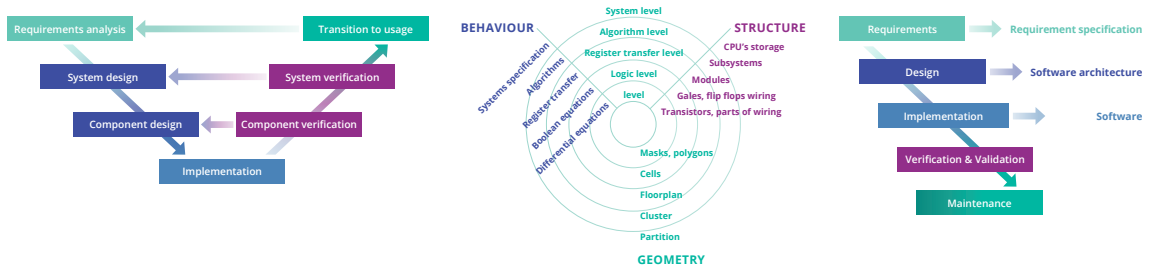 Requirements analysis
Transition to usage
System design
System verification
Component design
Component verification
Implementation
BEHAVIOUR
STRUCTURE
System level
Algorithm level
Register transfer level
Logic level
level
Systems specification
Algorithms
Register transfer
Boolean equations
Differential equations
CPU's storage
Subsystems
Modules
Gales, flip flops wiring
Transistors, parts of wiring
Masks, polygons
Cells
Floorplan
Cluster
Partition
GEOMETRY
Requirements
Requirement specification
Design
Software architecture
Implementation
Software
Verification & Validation
Maintenance